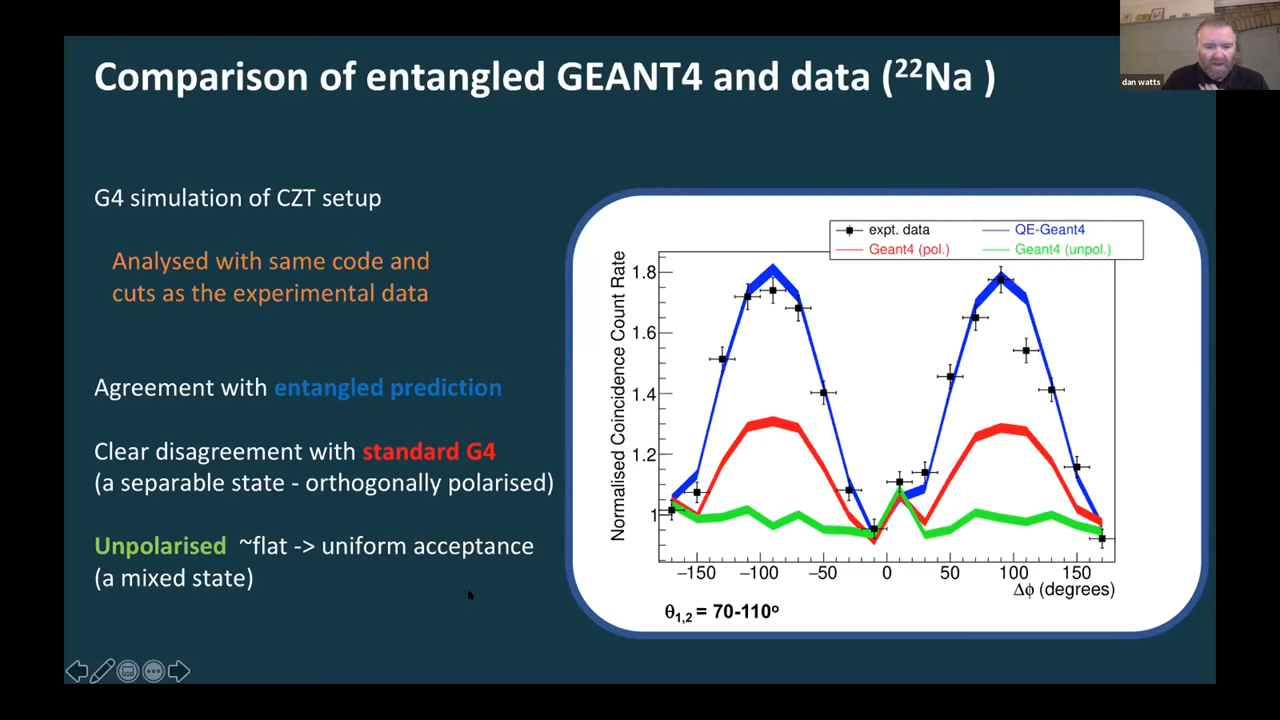 Comparison of entangled GEANT4 and data (²²Na )
dan watts
G4 simulation of CZT setup
Analysed with same code and
cuts as the experimental data
Agreement with entangled prediction
Clear disagreement with standard G4
(a separable state - orthogonally polarised)
Unpolarised ~flat -> uniform acceptance
(a mixed state)
expt. data
QE-Geant4
Geant4 (pol.)
Geant4 (unpol.)
Normalised Coincidence Count Rate
1.8
1.6
1.4
1.2
1
−150 −100 −50 0 50 100 150
Δϕ (degrees)
θ₁,₂ = 70-110º